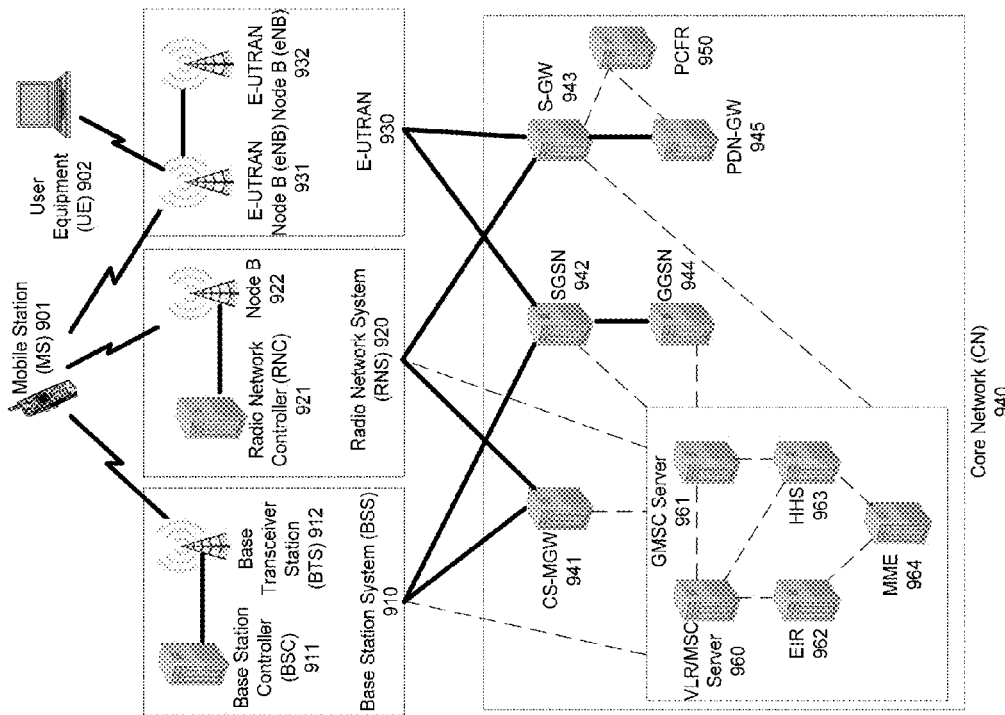 Mobile Station
(MS) 901
User
Equipment
(UE) 902
Base Station
Controller
(BSC)
911
Base
Transceiver
Station
(BTS) 912
Base Station System (BSS)
910
Radio Network
Controller (RNC)
921
Node B
922
Radio Network System
(RNS) 920
E-UTRAN
Node B (eNB)
931
E-UTRAN
Node B (eNB)
932
E-UTRAN
930
CS-MGW
941
SGSN
942
S-GW
943
GGSN
944
PDN-GW
945
PCFR
950
VLR/MSC
Server
960
GMSC Server
961
EIR
962
HHS
963
MME
964
Core Network (CN)
940